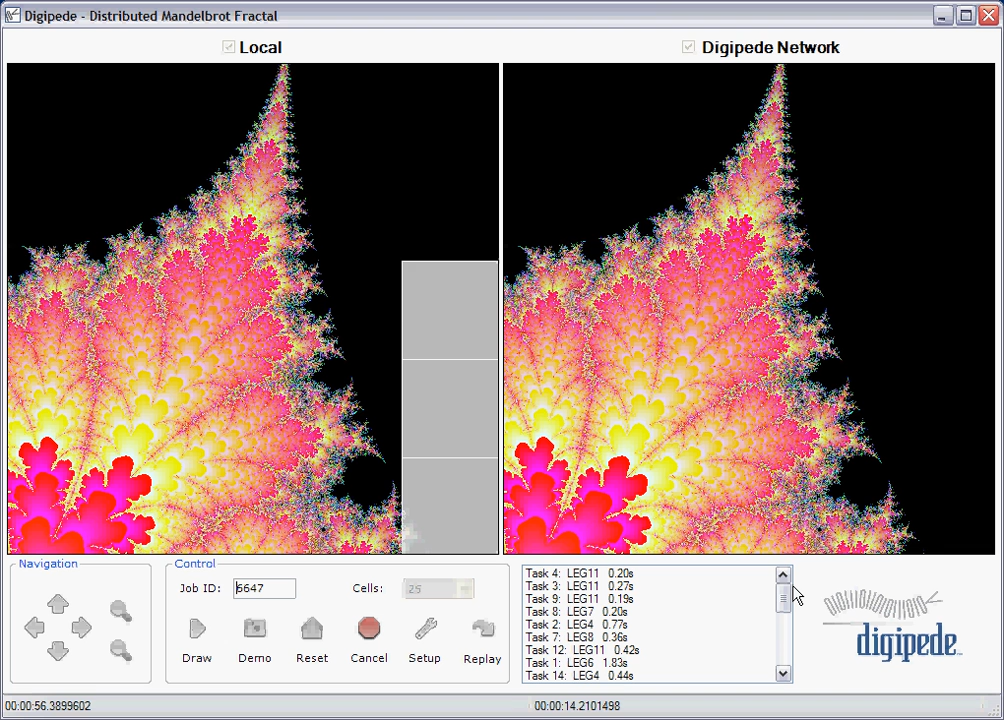 Digipede - Distributed Mandelbrot Fractal
Local
Digipede Network
Navigation
Control
Job ID: 6647
Cells: 25
Draw
Demo
Reset
Cancel
Setup
Replay
Task 4: LEG11 0.20s
Task 3: LEG11 0.27s
Task 9: LEG11 0.19s
Task 8: LEG7 0.20s
Task 2: LEG4 0.77s
Task 7: LEG8 0.36s
Task 12: LEG11 0.42s
Task 1: LEG6 1.83s
Task 14: LEG4 0.44s
digipede
00:00:56.3899602
00:00:14.2101498